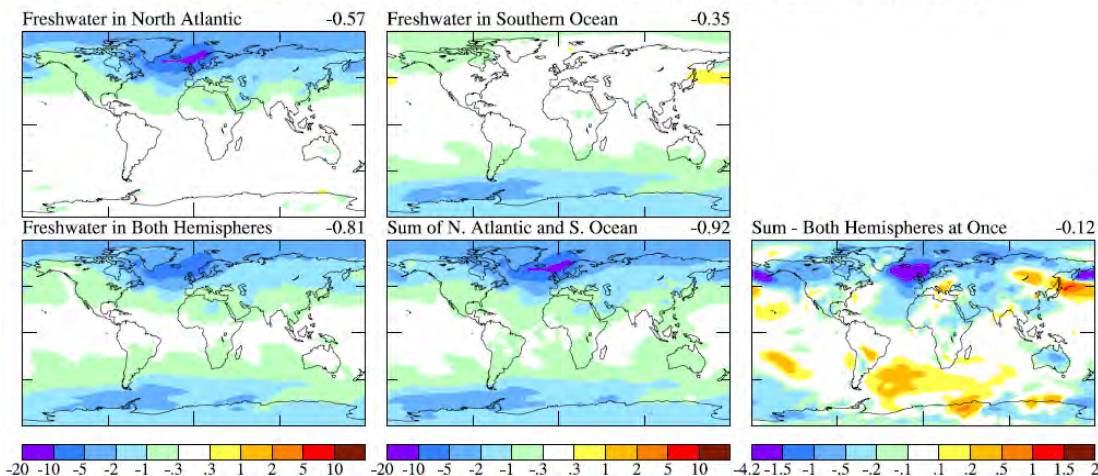 Freshwater in North Atlantic -0.57
Freshwater in Southern Ocean -0.35
Freshwater in Both Hemispheres -0.81
Sum of N. Atlantic and S. Ocean -0.92
Sum - Both Hemispheres at Once -0.12
-20 -10 -5 -2 -1 -.3 .3 1 2 5 10
-20 -10 -5 -2 -1 -.3 .3 1 2 5 10
-4.2 -1.5 -1 -.5 -.2 -.1 .1 .2 .5 1 1.5 2